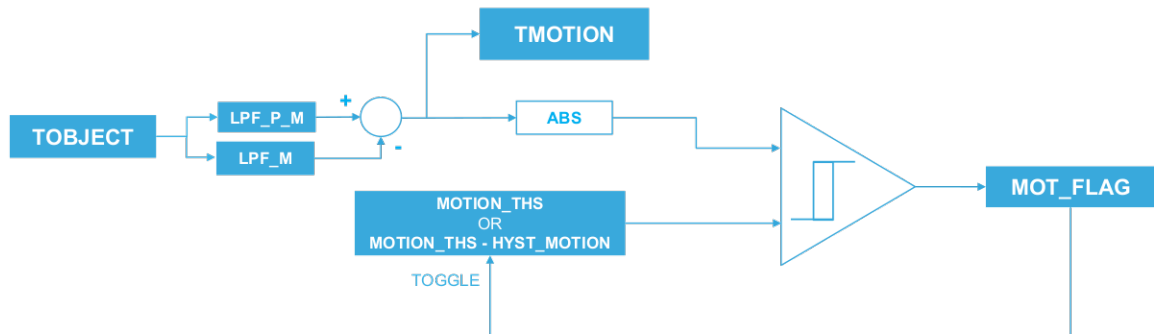 TMOTION
+
LPF_P_M
ABS
TOBJECT
-
LPF_M
MOTION_THS
OR
MOTION_THS - HYST_MOTION
MOT_FLAG
TOGGLE